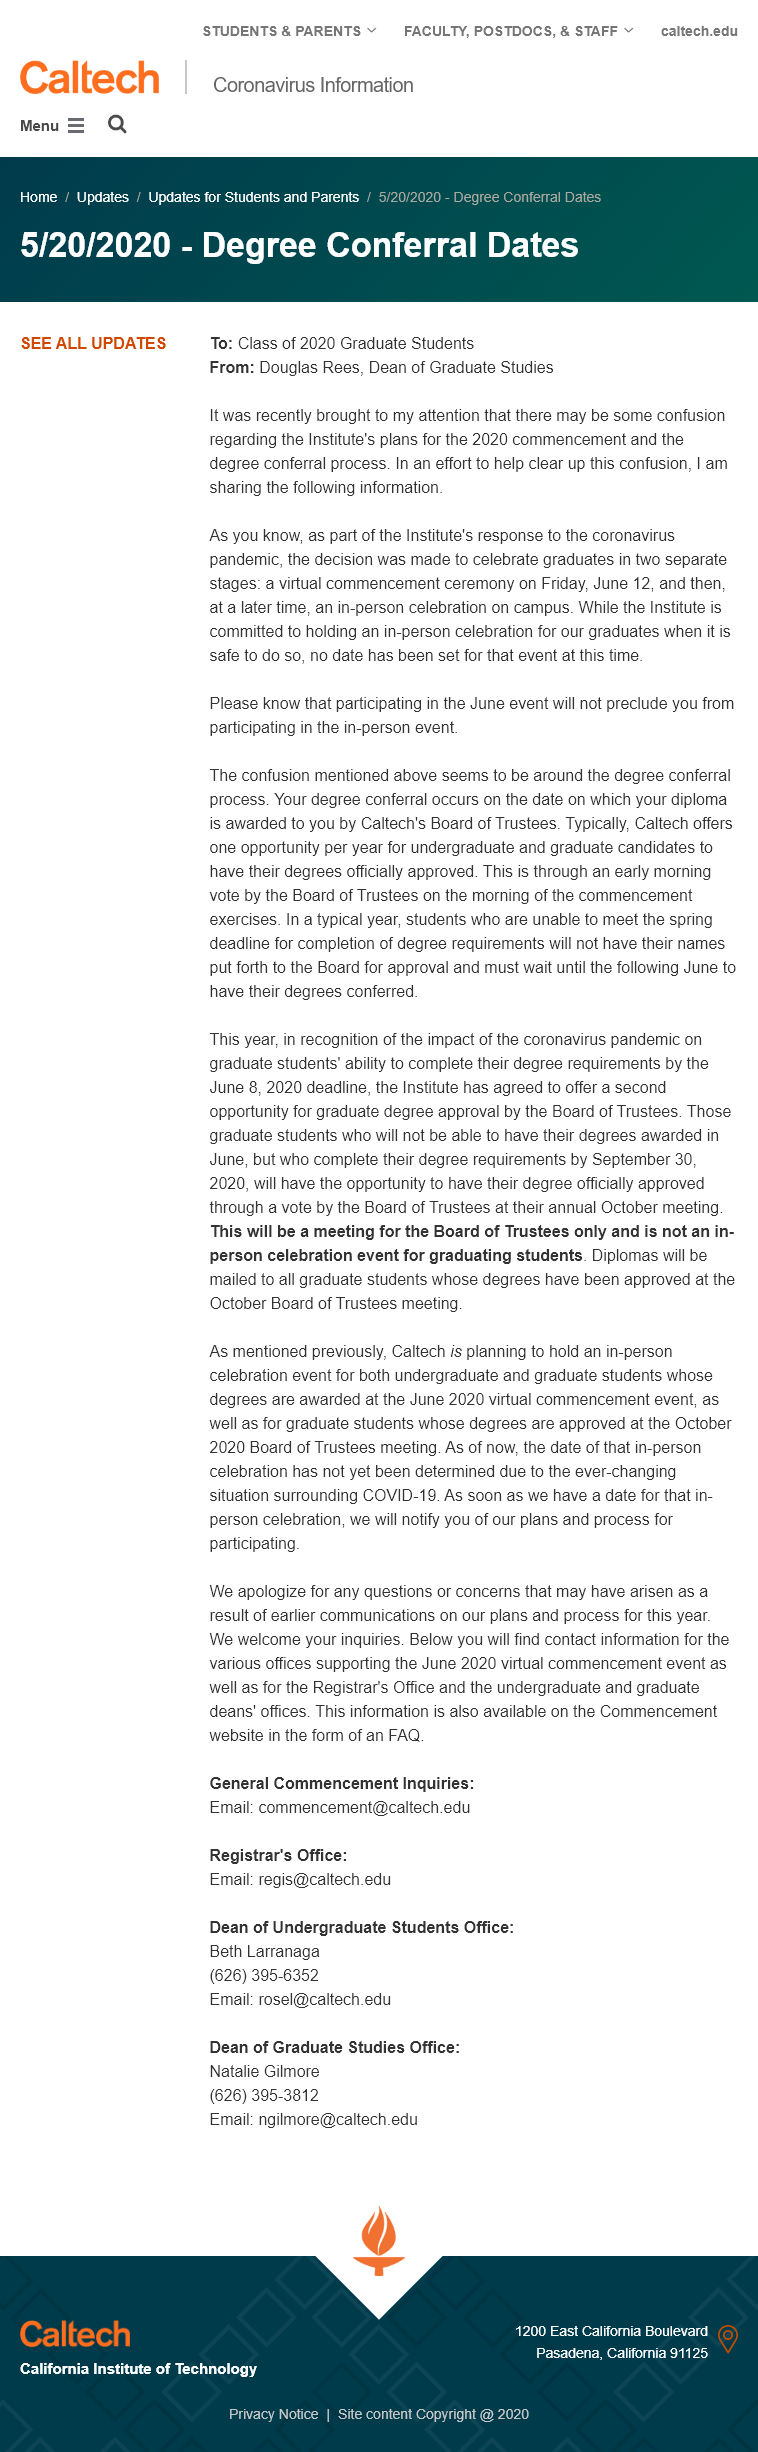 STUDENTS & PARENTS FACULTY, POSTDOCS, & STAFF caltech.edu
Caltech Coronavirus Information
Menu
Home / Updates / Updates for Students and Parents / 5/20/2020 - Degree Conferral Dates
5/20/2020 - Degree Conferral Dates
SEE ALL UPDATES
To: Class of 2020 Graduate Students
From: Douglas Rees, Dean of Graduate Studies
It was recently brought to my attention that there may be some confusion
regarding the Institute's plans for the 2020 commencement and the
degree conferral process. In an effort to help clear up this confusion, I am
sharing the following information.
As you know, as part of the Institute's response to the coronavirus
pandemic, the decision was made to celebrate graduates in two separate
stages: a virtual commencement ceremony on Friday, June 12, and then,
at a later time, an in-person celebration on campus. While the Institute is
committed to holding an in-person celebration for our graduates when it is
safe to do so, no date has been set for that event at this time.
Please know that participating in the June event will not preclude you from
participating in the in-person event.
The confusion mentioned above seems to be around the degree conferral
process. Your degree conferral occurs on the date on which your diploma
is awarded to you by Caltech's Board of Trustees. Typically, Caltech offers
one opportunity per year for undergraduate and graduate candidates to
have their degrees officially approved. This is through an early morning
vote by the Board of Trustees on the morning of the commencement
exercises. In a typical year, students who are unable to meet the spring
deadline for completion of degree requirements will not have their names
put forth to the Board for approval and must wait until the following June to
have their degrees conferred.
This year, in recognition of the impact of the coronavirus pandemic on
graduate students' ability to complete their degree requirements by the
June 8, 2020 deadline, the Institute has agreed to offer a second
opportunity for graduate degree approval by the Board of Trustees. Those
graduate students who will not be able to have their degrees awarded in
June, but who complete their degree requirements by September 30,
2020, will have the opportunity to have their degree officially approved
through a vote by the Board of Trustees at their annual October meeting.
This will be a meeting for the Board of Trustees only and is not an in-
person celebration event for graduating students. Diplomas will be
mailed to all graduate students whose degrees have been approved at the
October Board of Trustees meeting.
As mentioned previously, Caltech is planning to hold an in-person
celebration event for both undergraduate and graduate students whose
degrees are awarded at the June 2020 virtual commencement event, as
well as for graduate students whose degrees are approved at the October
2020 Board of Trustees meeting. As of now, the date of that in-person
celebration has not yet been determined due to the ever-changing
situation surrounding COVID-19. As soon as we have a date for that in-
person celebration, we will notify you of our plans and process for
participating.
We apologize for any questions or concerns that may have arisen as a
result of earlier communications on our plans and process for this year.
We welcome your inquiries. Below you will find contact information for the
various offices supporting the June 2020 virtual commencement event as
well as for the Registrar's Office and the undergraduate and graduate
deans' offices. This information is also available on the Commencement
website in the form of an FAQ.
General Commencement Inquiries:
Email: commencement@caltech.edu
Registrar's Office:
Email: regis@caltech.edu
Dean of Undergraduate Students Office:
Beth Larranaga
(626) 395-6352
Email: rosel@caltech.edu
Dean of Graduate Studies Office:
Natalie Gilmore
(626) 395-3812
Email: ngilmore@caltech.edu
Caltech
California Institute of Technology
1200 East California Boulevard
Pasadena, California 91125
Privacy Notice | Site content Copyright @ 2020